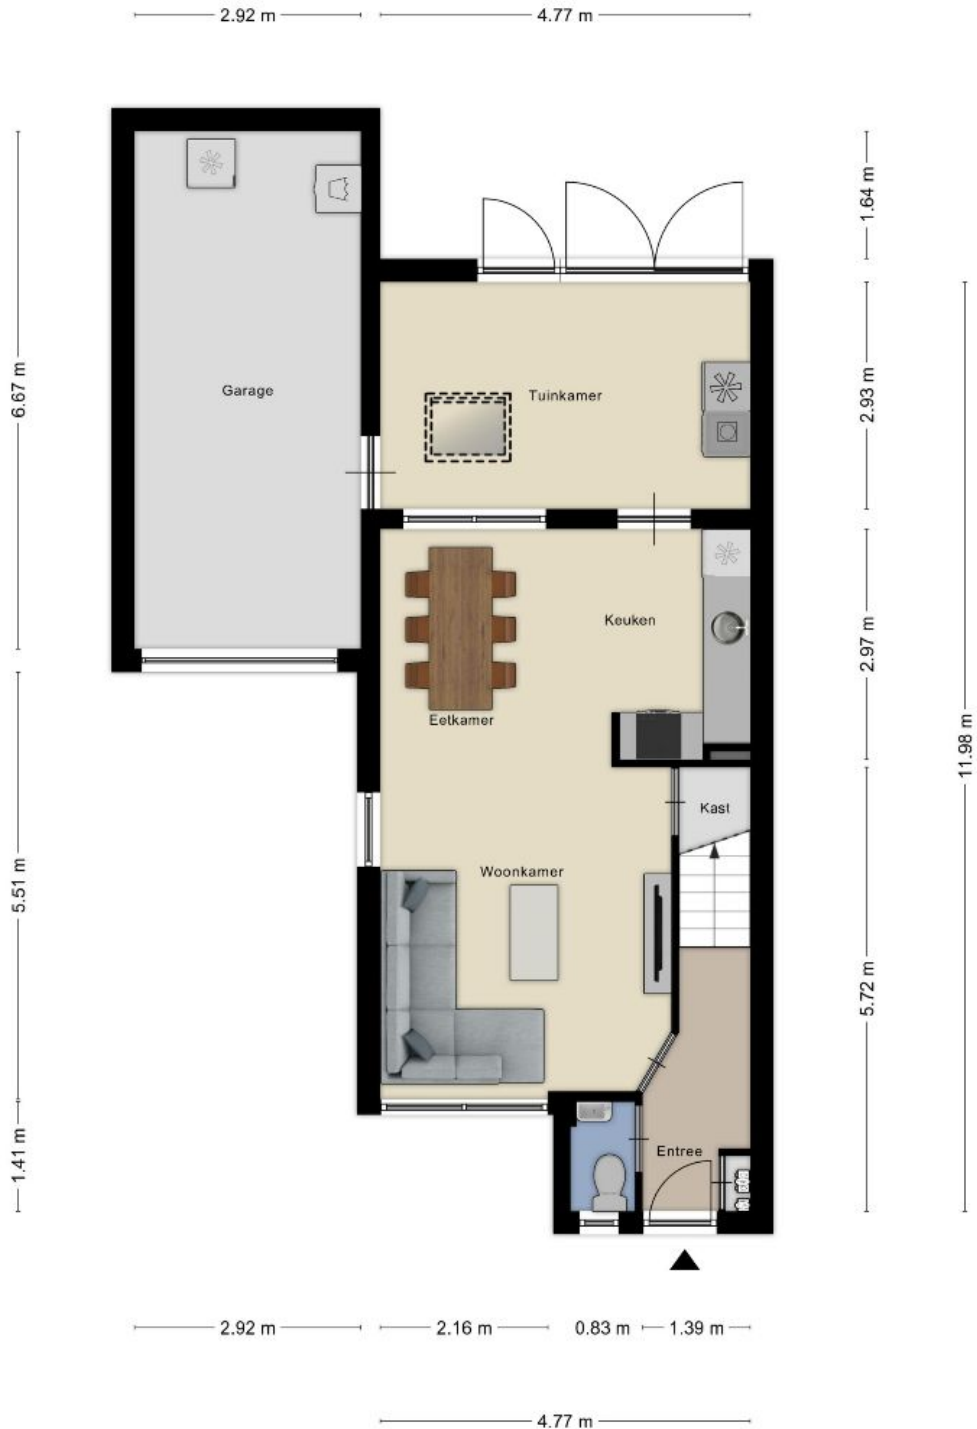 2.92 m
4.77 m
1.64 m
6.67 m
Garage
Tuinkamer
2.93 m
Keuken
2.97 m
Eetkamer
11.98 m
Kast
Woonkamer
5.51 m
5.72 m
1.41 m
Entree
2.92 m
2.16 m
0.83 m
1.39 m
4.77 m